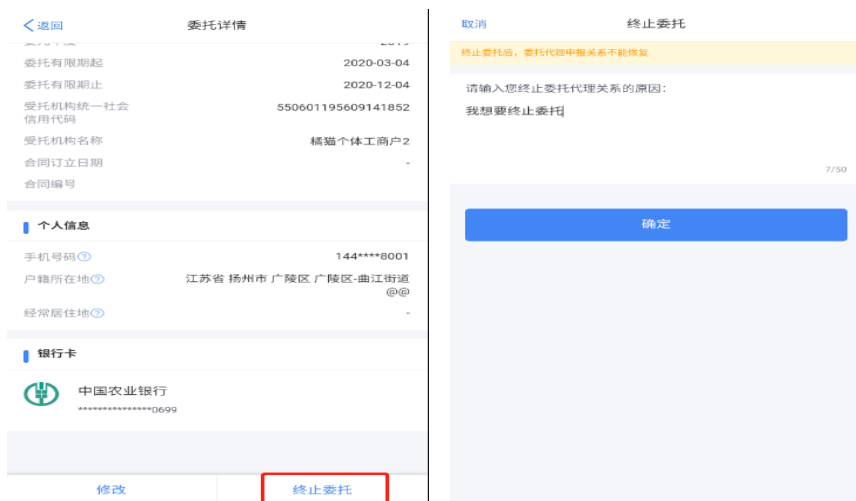 返回
委托详情
委托有限期起 2020-03-04
委托有限期止 2020-12-04
受托机构统一社会
信用代码
550601195609141852
受托机构名称 橘猫个体工商户2
合同订立日期 -
合同编号
个人信息
手机号码? 144****8001
户籍所在地? 江苏省 扬州市 广陵区 广陵区-曲江街道
@@
经常居住地? -
银行卡
中国农业银行
***************0699
修改 终止委托
取消 终止委托
终止委托后，委托代理申报关系不能恢复
请输入您终止委托代理关系的原因：
我想要终止委托
7/50
确定